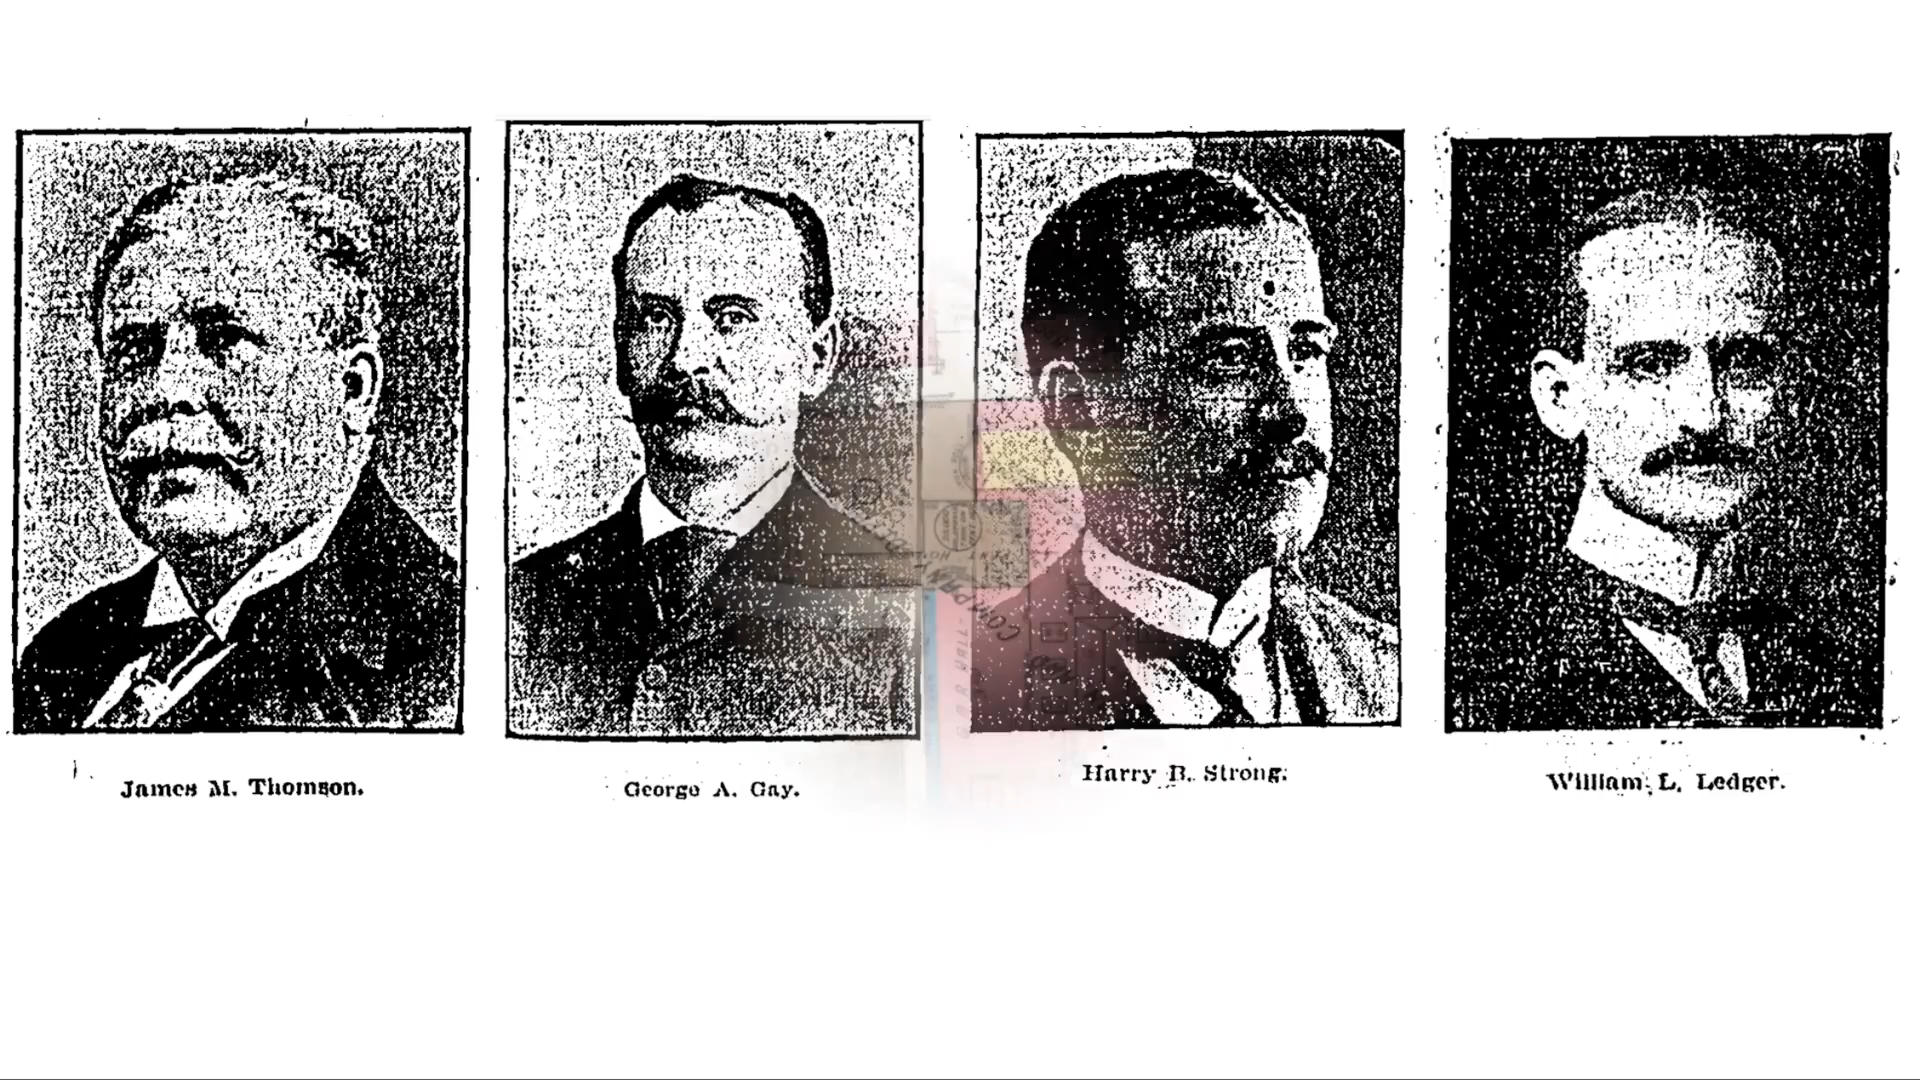 James M. Thomson.
George A. Gay.
Harry B. Strong.
William L. Ledger.